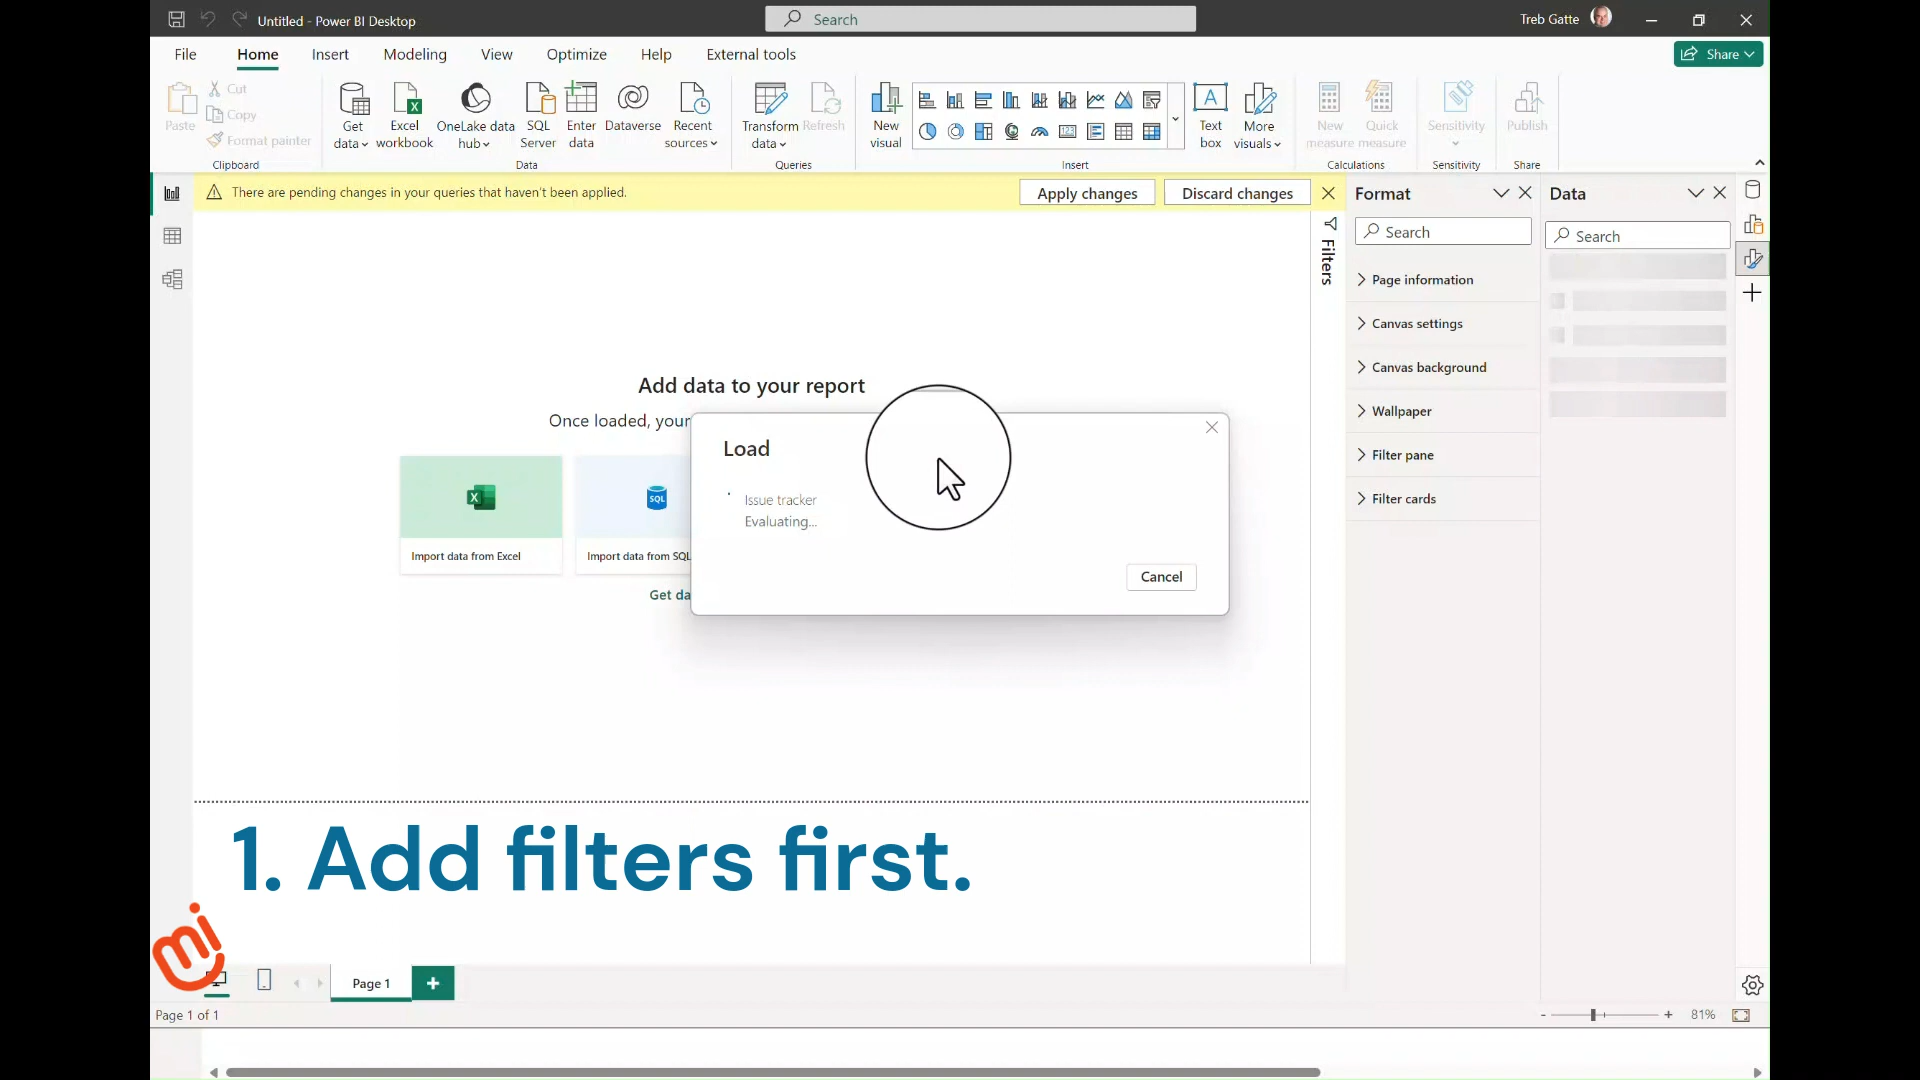 Untitled - Power BI Desktop
Search
Treb Gatte
File
Home
Insert
Modeling
View
Optimize
Help
External tools
Share
Paste
Cut
Copy
Format painter
Clipboard
Get data
Excel workbook
OneLake data hub
SQL Server
Enter data
Dataverse
Recent sources
Data
Transform data
Refresh
Queries
New visual
Text box
More visuals
Insert
New measure
Quick measure
Calculations
Sensitivity
Sensitivity
Publish
Share
There are pending changes in your queries that haven't been applied.
Apply changes
Discard changes
Filters
Format
Search
Page information
Canvas settings
Canvas background
Wallpaper
Filter pane
Filter cards
Data
Search
Add data to your report
Once loaded, your
Import data from Excel
SQL
Import data from SQL
Get da
Load
Issue tracker
Evaluating...
Cancel
1. Add filters first.
mi
Page 1
Page 1 of 1
81%